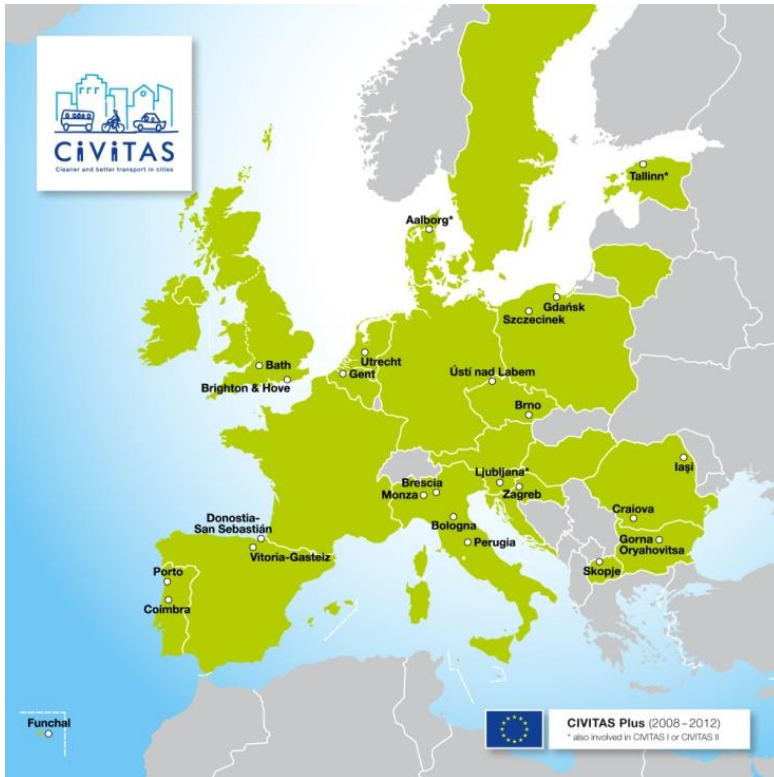 CiViTAS
Cleaner and better transport in cities
Tallinn*
Aalborg*
Gdańsk
Szczecinek
Utrecht
Bath
Gent
Ústí nad Labem
Brighton & Hove
Brno
Iași
Ljubljana*
Brescia
Monza
Zagreb
Craiova
Donostia-
San Sebastián
Bologna
Gorna
Oryahovitsa
Perugia
Vitoria-Gasteiz
Porto
Skopje
Coimbra
Funchal
CIVITAS Plus (2008–2012)
* also involved in CIVITAS I or CIVITAS II